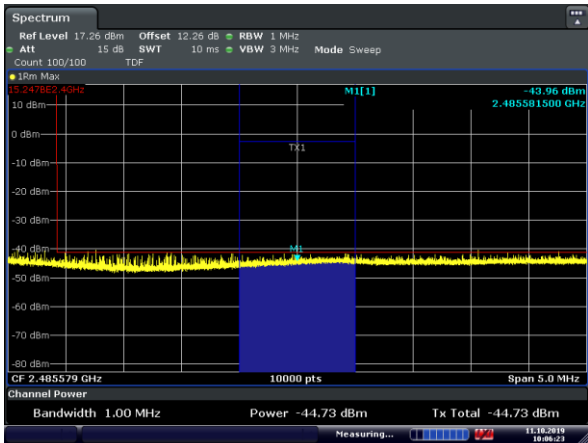 Spectrum
Ref Level 17.26 dBm Offset 12.26 dB RBW 1 MHz
Att 15 dB SWT 10 ms VBW 3 MHz Mode Sweep
Count 100/100 TDF
1Rm Max
15.247BE2.4GHz M1[1] -43.96 dBm
2.485581500 GHz
10 dBm
0 dBm
TX1
-10 dBm
-20 dBm
-30 dBm
-40 dBm
M1
-50 dBm
-60 dBm
-70 dBm
-80 dBm
CF 2.485579 GHz 10000 pts Span 5.0 MHz
Channel Power
Bandwidth 1.00 MHz Power -44.73 dBm Tx Total -44.73 dBm
Measuring... 11.10.2019
10:06:23